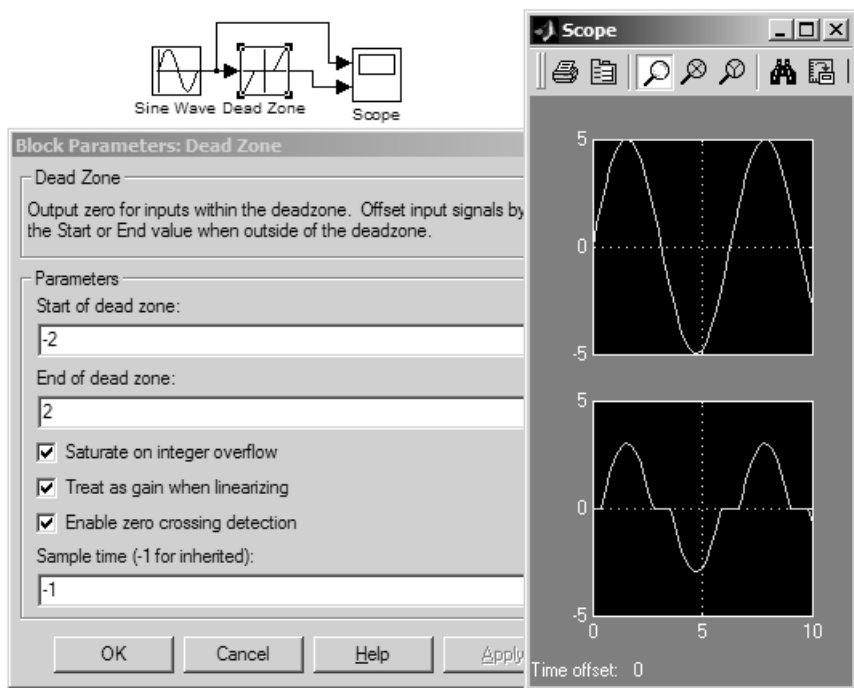 Sine Wave Dead Zone
Scope
Block Parameters: Dead Zone
Dead Zone
Output zero for inputs within the deadzone. Offset input signals by
the Start or End value when outside of the deadzone.
Parameters
Start of dead zone:
-2
End of dead zone:
2
Saturate on integer overflow
Treat as gain when linearizing
Enable zero crossing detection
Sample time (-1 for inherited):
-1
OK Cancel Help Apply
Scope
5
0
-5
5
0
-5
0 5 10
Time offset: 0